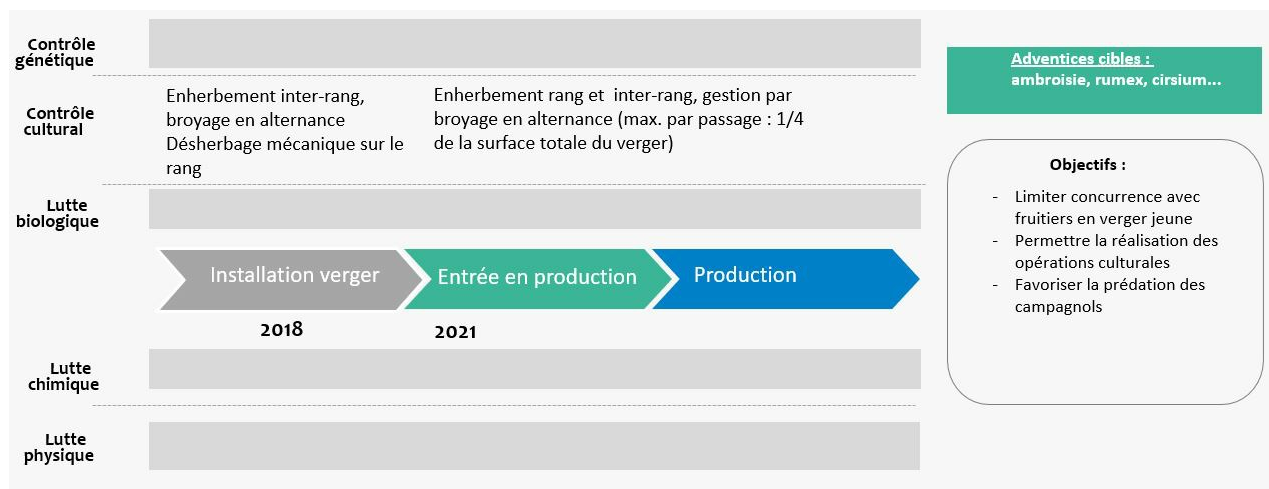 Contrôle
génétique
Contrôle
cultural
Enherbement inter-rang,
broyage en alternance
Désherbage mécanique sur le
rang
Enherbement rang et  inter-rang, gestion par
broyage en alternance (max. par passage : 1/4
de la surface totale du verger)
Lutte
biologique
Installation verger
Entrée en production
Production
2018
2021
Lutte
chimique
Lutte
physique
Adventices cibles :
ambroisie, rumex, cirsium...
Objectifs :
- Limiter concurrence avec
fruitiers en verger jeune
- Permettre la réalisation des
opérations culturales
- Favoriser la prédation des
campagnols